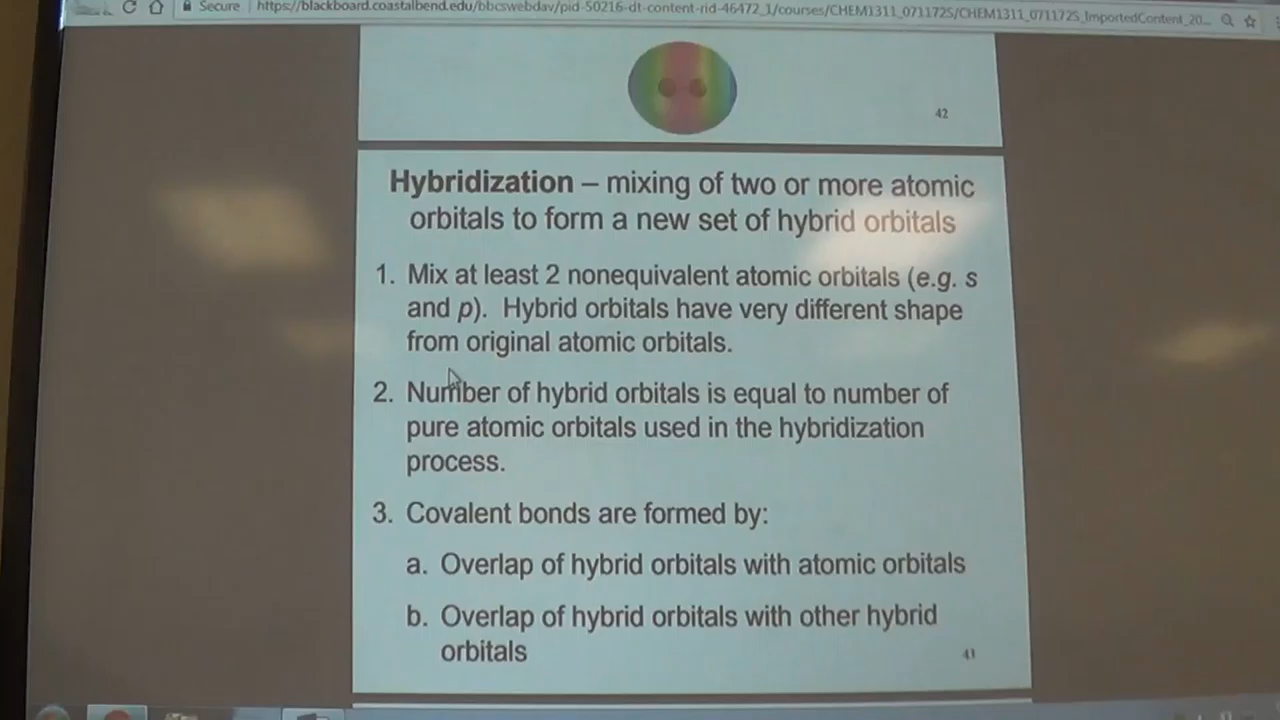 Secure
https://blackboard.coastalbend.edu/bbcswebdav/pid-50216-dt-content-rid-46472_1/courses/CHEM1311_071172S/CHEM1311_071172S_ImportedContent_20...
42
Hybridization – mixing of two or more atomic
orbitals to form a new set of hybrid orbitals
1. Mix at least 2 nonequivalent atomic orbitals (e.g. s
and p). Hybrid orbitals have very different shape
from original atomic orbitals.
2. Number of hybrid orbitals is equal to number of
pure atomic orbitals used in the hybridization
process.
3. Covalent bonds are formed by:
a. Overlap of hybrid orbitals with atomic orbitals
b. Overlap of hybrid orbitals with other hybrid
orbitals